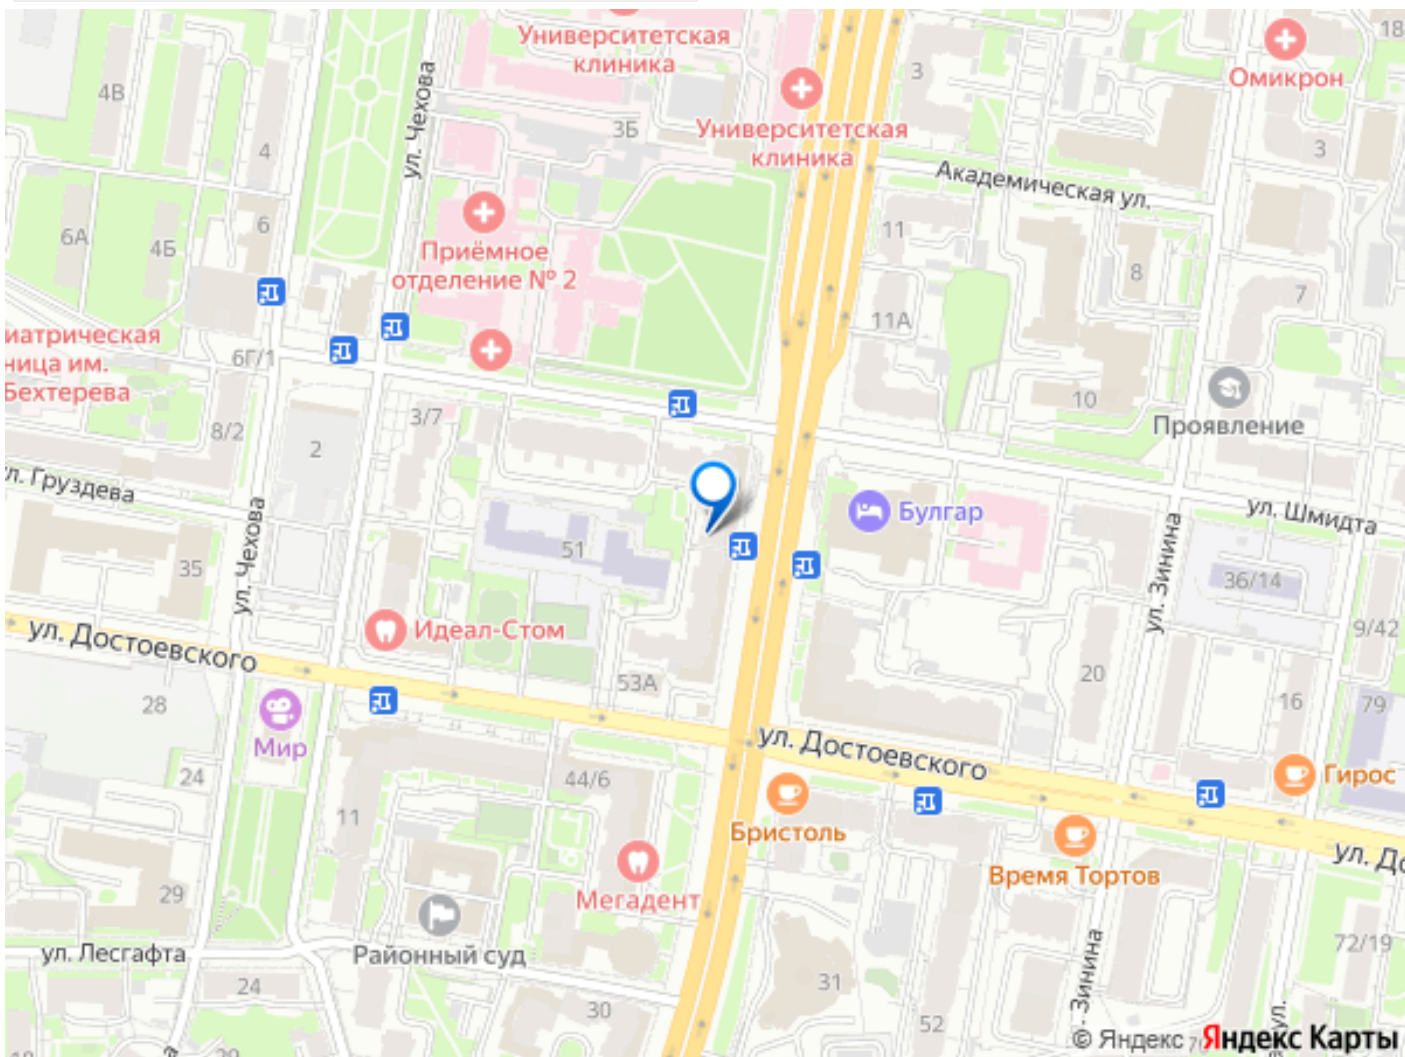 Университетская
клиника
18
Омикрон
3
4В
ул. Чехова
3Б
Университетская
клиника
4
3
Академическая ул.
6
6А
4Б
11
8
Приёмное
отделение № 2
7
11А
иатрическая
ница им.
Бехтерева
6Г/1
10
3/7
Проявление
8/2
2
л. Груздева
ул. Чехова
Булгар
ул. Шмидта
51
35
ул. Зинина
36/14
Идеал-Стом
9/42
ул. Достоевского
53А
20
28
16
79
Мир
ул. Достоевского
24
44/6
Гирос
11
Бристоль
ул. До
Время Тортов
29
Мегадент
ул. Лесгафта
Районный суд
72/19
Зинина
24
31
30
52
ул.
© Яндекс
Яндекс Карты